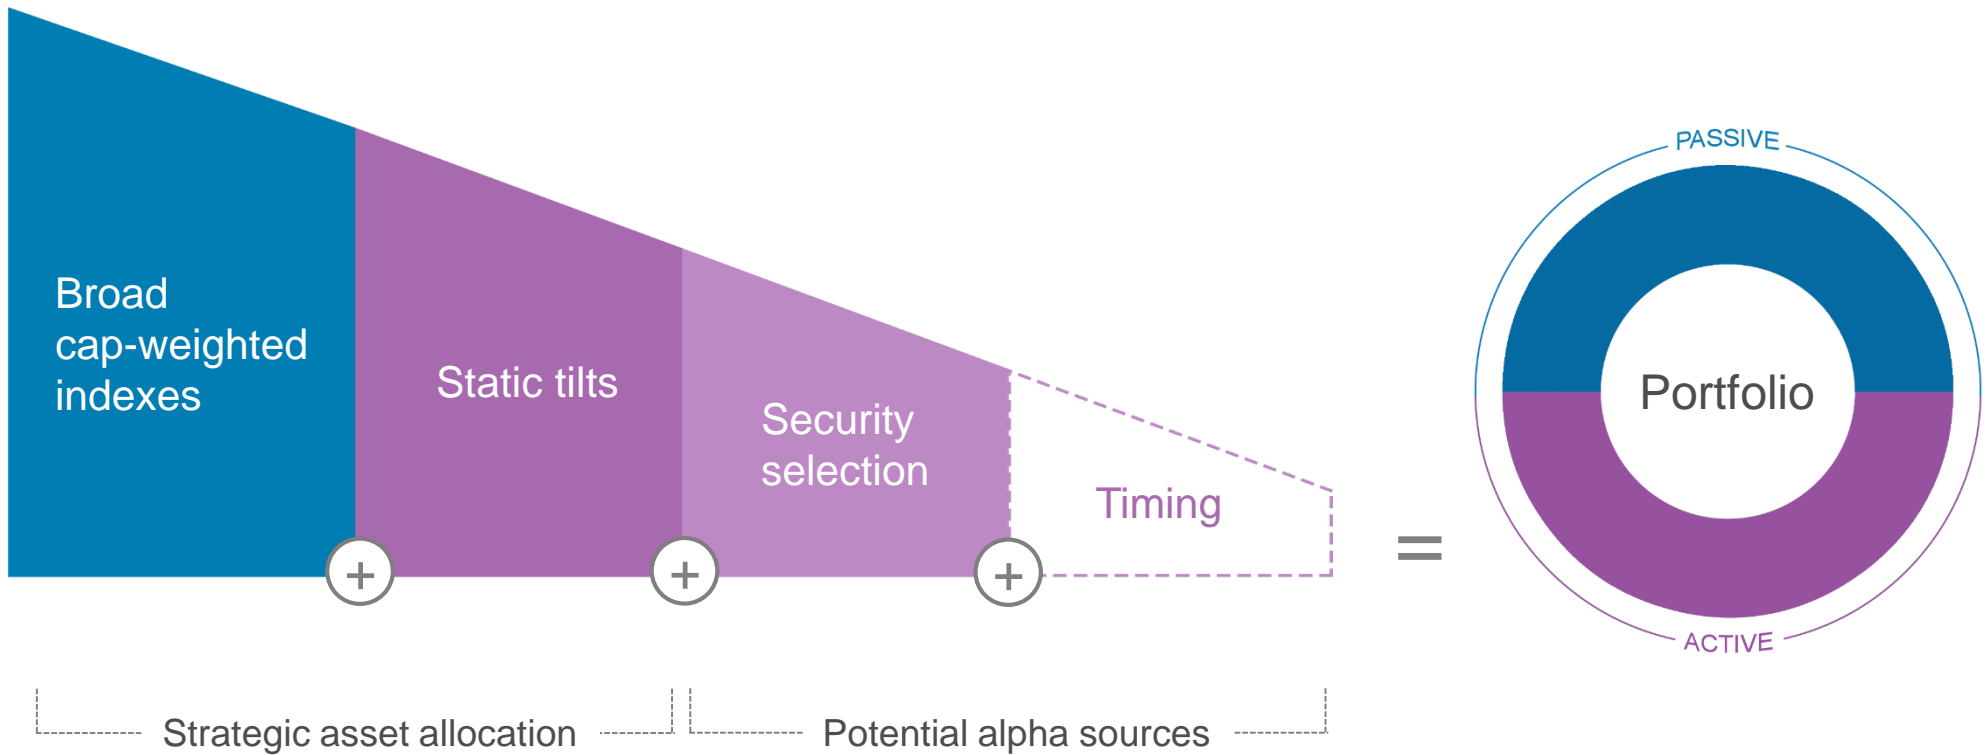 Broad
cap-weighted
indexes
Static tilts
Security
selection
Timing
+
+
+
=
PASSIVE
Portfolio
ACTIVE
Strategic asset allocation
Potential alpha sources